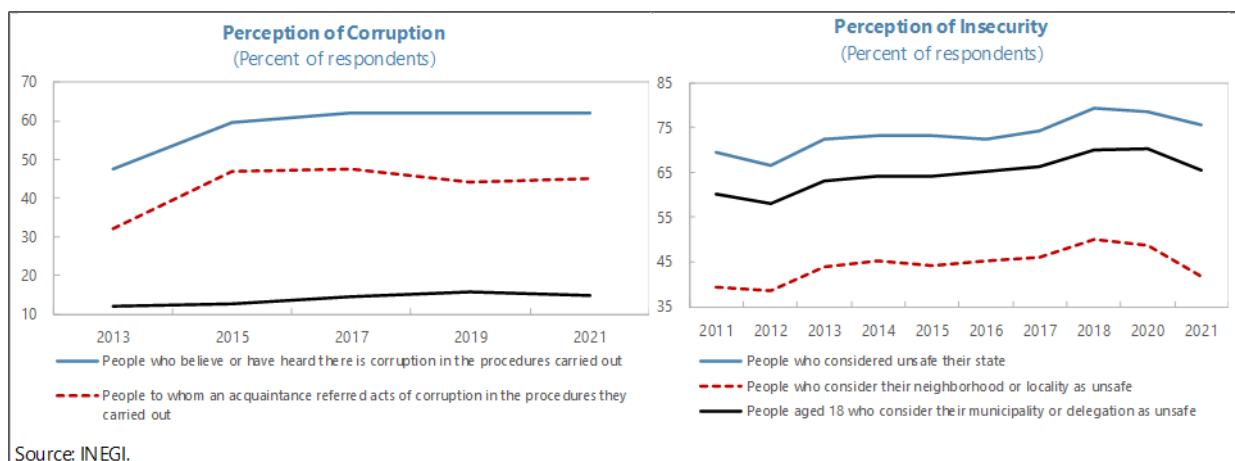 Perception of Corruption
(Percent of respondents)
70
60
50
40
30
20
10
2013 2015 2017 2019 2021
People who believe or have heard there is corruption in the procedures carried out
People to whom an acquaintance referred acts of corruption in the procedures they
carried out
Perception of Insecurity
(Percent of respondents)
85
75
65
55
45
35
2011 2012 2013 2014 2015 2016 2017 2018 2020 2021
People who considered unsafe their state
People who consider their neighborhood or locality as unsafe
People aged 18 who consider their municipality or delegation as unsafe
Source: INEGI.